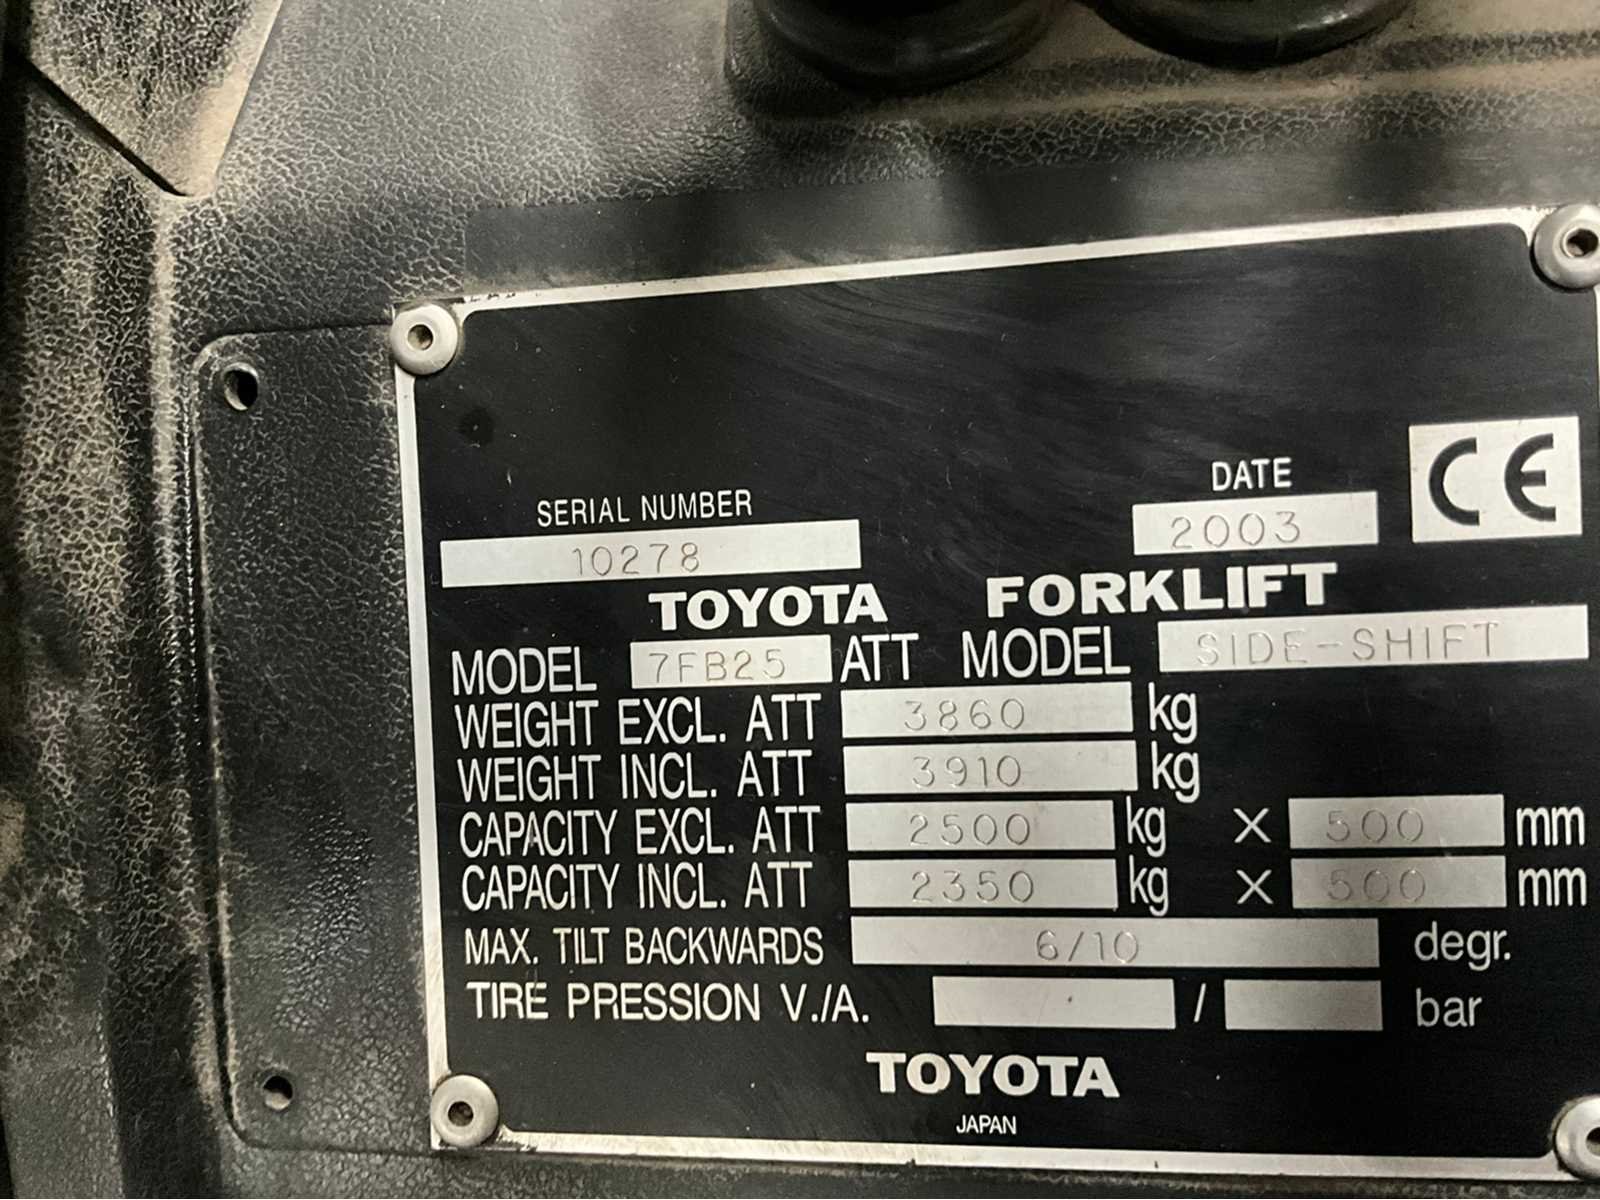 DATE
CE
SERIAL NUMBER
2003
10278
TOYOTA FORKLIFT
MODEL 7FB25 ATT MODEL SIDE-SHIFT
WEIGHT EXCL. ATT 3860 kg
WEIGHT INCL. ATT 3910 kg
CAPACITY EXCL. ATT 2500 kg X 500 mm
CAPACITY INCL. ATT 2350 kg X 500 mm
MAX. TILT BACKWARDS 6/10 degr.
TIRE PRESSION V./A. / bar
TOYOTA
JAPAN